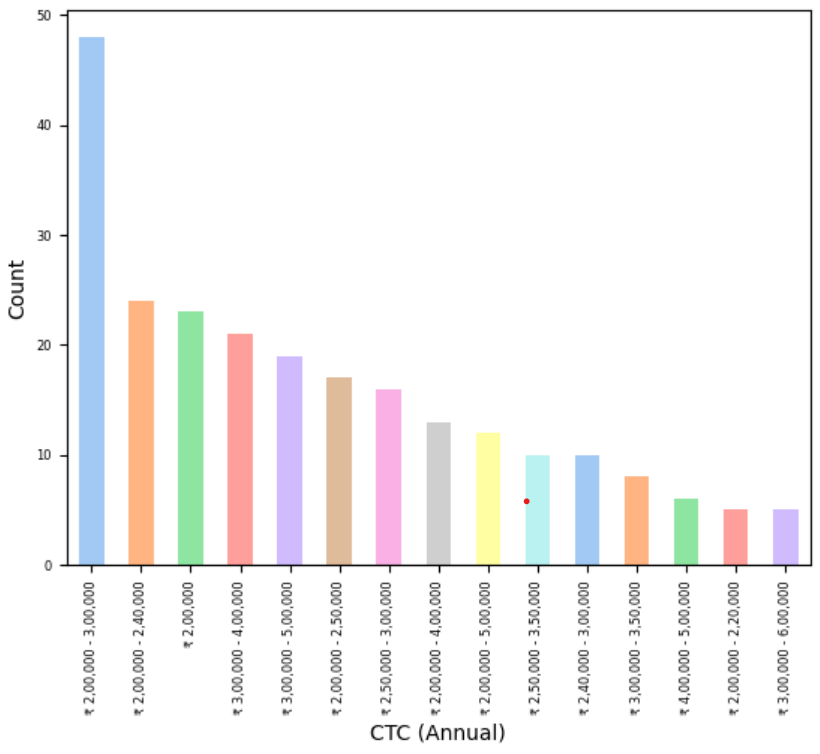 50
40
30
20
10
0
Count
₹ 2,00,000 - 3,00,000
₹ 2,00,000 - 2,40,000
₹ 2,00,000
₹ 3,00,000 - 4,00,000
₹ 3,00,000 - 5,00,000
₹ 2,00,000 - 2,50,000
₹ 2,50,000 - 3,00,000
₹ 2,00,000 - 4,00,000
₹ 2,00,000 - 5,00,000
₹ 2,50,000 - 3,50,000
₹ 2,40,000 - 3,00,000
₹ 3,00,000 - 3,50,000
₹ 4,00,000 - 5,00,000
₹ 2,00,000 - 2,20,000
₹ 3,00,000 - 6,00,000
CTC (Annual)